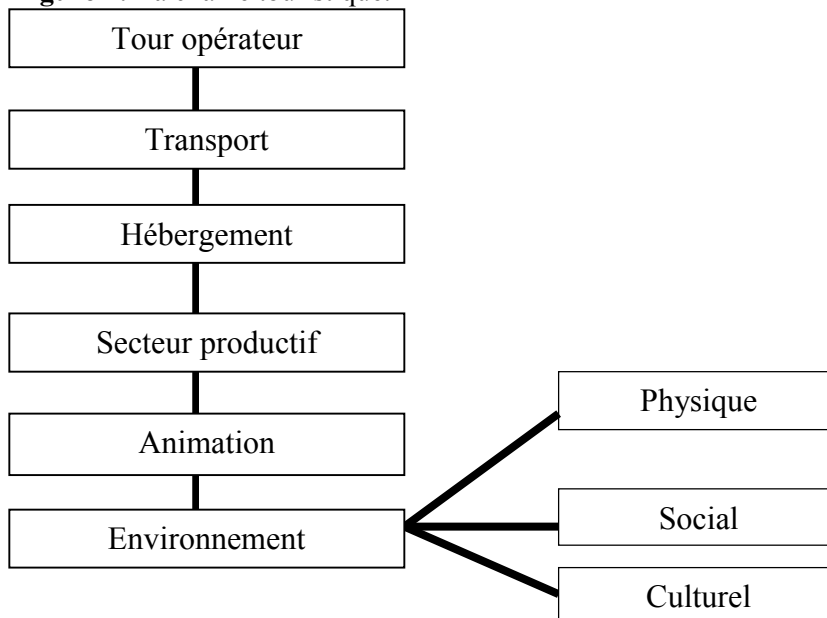 Tour opérateur
Transport
Hébergement
Secteur productif
Animation
Environnement
Physique
Social
Culturel